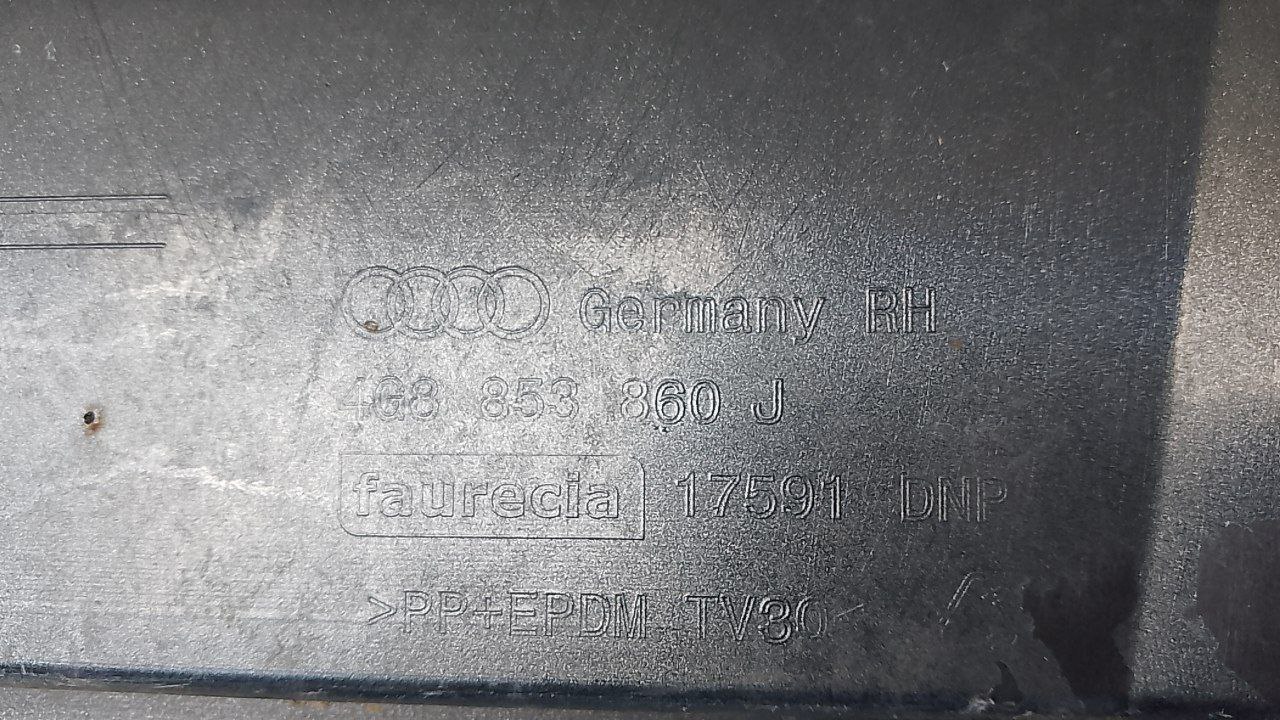 Germany RH
4G8 853 860 J
faurecia 17591 DNP
>PP+EPDM TV30<